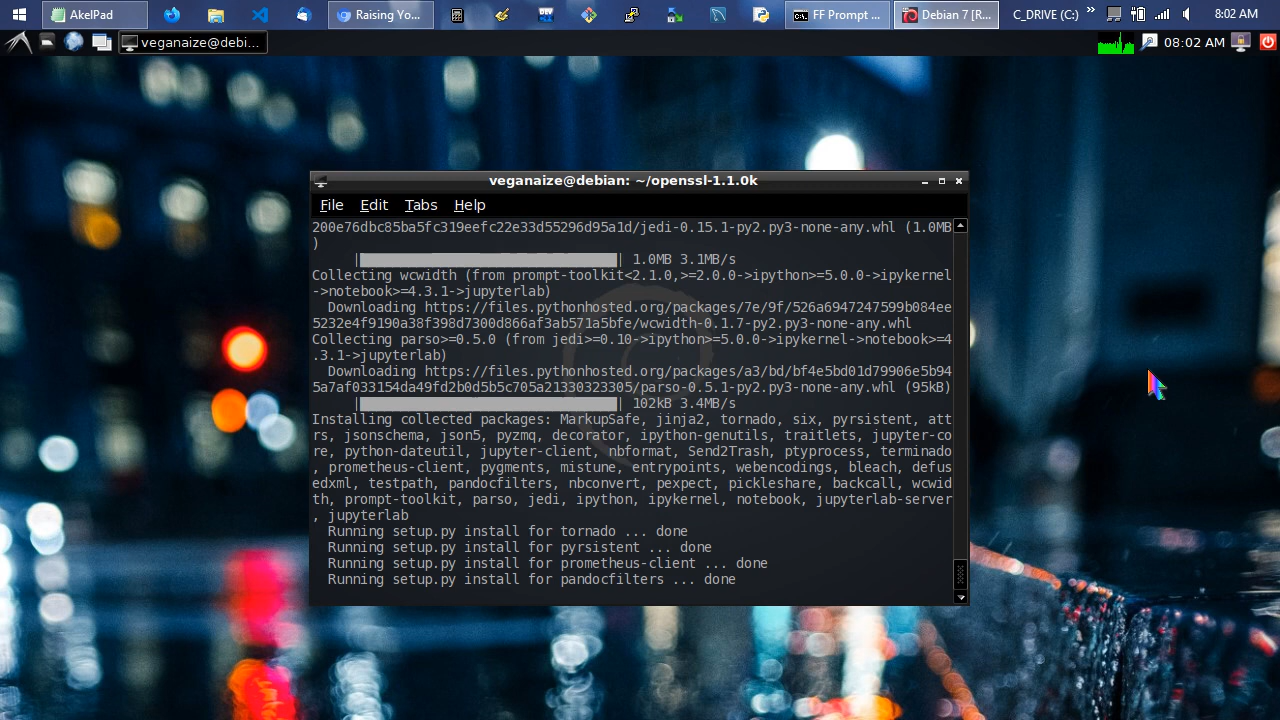 AkelPad
Raising Yo...
FF Prompt ...
Debian 7 [R...
C_DRIVE (C:)
8:02 AM
veganaize@debi...
08:02 AM
veganaize@debian: ~/openssl-1.1.0k
File Edit Tabs Help
200e76dbc85ba5fc319eefc22e33d55296d95a1d/jedi-0.15.1-py2.py3-none-any.whl (1.0MB
)
| | 1.0MB 3.1MB/s
Collecting wcwidth (from prompt-toolkit<2.1.0,>=2.0.0->ipython>=5.0.0->ipykernel
->notebook>=4.3.1->jupyterlab)
Downloading https://files.pythonhosted.org/packages/7e/9f/526a6947247599b084ee
5232e4f9190a38f398d7300d866af3ab571a5bfe/wcwidth-0.1.7-py2.py3-none-any.whl
Collecting parso>=0.5.0 (from jedi>=0.10->ipython>=5.0.0->ipykernel->notebook>=4
.3.1->jupyterlab)
Downloading https://files.pythonhosted.org/packages/a3/bd/bf4e5bd01d79906e5b94
5a7af033154da49fd2b0d5b5c705a21330323305/parso-0.5.1-py2.py3-none-any.whl (95kB)
| | 102kB 3.4MB/s
Installing collected packages: MarkupSafe, jinja2, tornado, six, pyrsistent, att
rs, jsonschema, json5, pyzmq, decorator, ipython-genutils, traitlets, jupyter-co
re, python-dateutil, jupyter-client, nbformat, Send2Trash, ptyprocess, terminado
, prometheus-client, pygments, mistune, entrypoints, webencodings, bleach, defus
edxml, testpath, pandocfilters, nbconvert, pexpect, pickleshare, backcall, wcwid
th, prompt-toolkit, parso, jedi, ipython, ipykernel, notebook, jupyterlab-server
, jupyterlab
Running setup.py install for tornado ... done
Running setup.py install for pyrsistent ... done
Running setup.py install for prometheus-client ... done
Running setup.py install for pandocfilters ... done